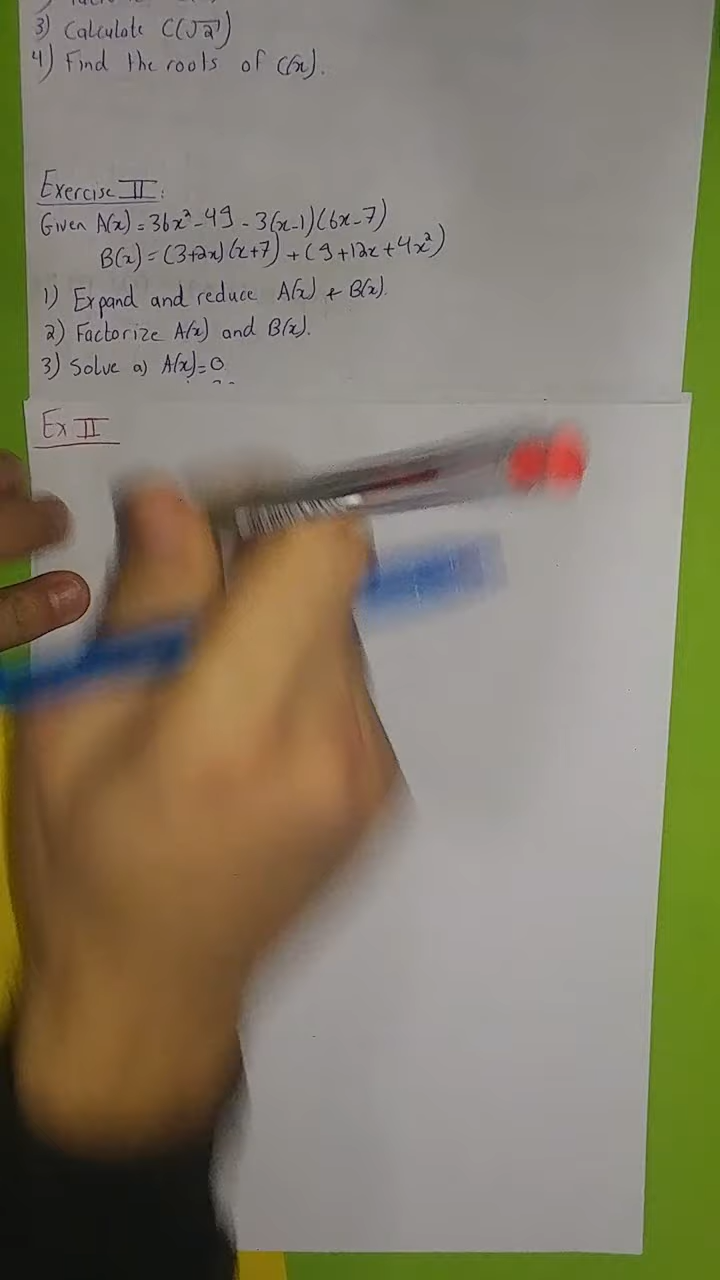 3) Calculate C(√2)
4) Find the roots of C(x).
Exercise II:
Given A(x) = 36x² - 49 - 3(x-1)(6x-7)
B(x) = (3+2x)(x+7) + (9+12x+4x²)
1) Expand and reduce A(x) + B(x).
2) Factorize A(x) and B(x).
3) Solve a) A(x)=0
Ex II